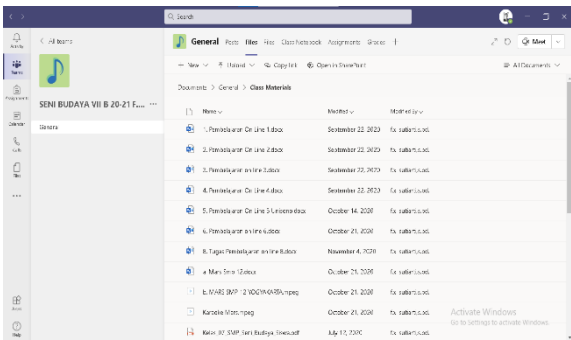 Search
Activity
Teams
Assignments
Calendar
Calls
Files
Apps
Help
All teams
SENI BUDAYA VII B 20-21 F....
General
General Posts Files Files Class Notebook Assignments Grades +
Meet
New Upload Copy link Open in SharePoint All Documents
Documents > General > Class Materials
Name Modified Modified By
1. Pembelajaran On Line 1.docx September 22, 2020
2. Pembelajaran On Line 2.docx September 22, 2020
3. Pembelajaran on line 3.docx September 22, 2020
4. Pembelajaran On Line 4.docx September 22, 2020
5. Pembelajaran On Line 5 Unisono.docx October 14, 2020
6. Pembelajaran on line 6.docx October 21, 2020
8. Tugas Pembelajaran on line 8.docx November 4, 2020
a. Mars Smp 12.docx October 21, 2020
b. MARS SMP 12 YOGYAKARTA.mpeg October 21, 2020
Karaoke Mars.mpeg October 21, 2020
SMP Seni Budaya July 17, 2020
Activate Windows
Go to Settings to activate Windows.